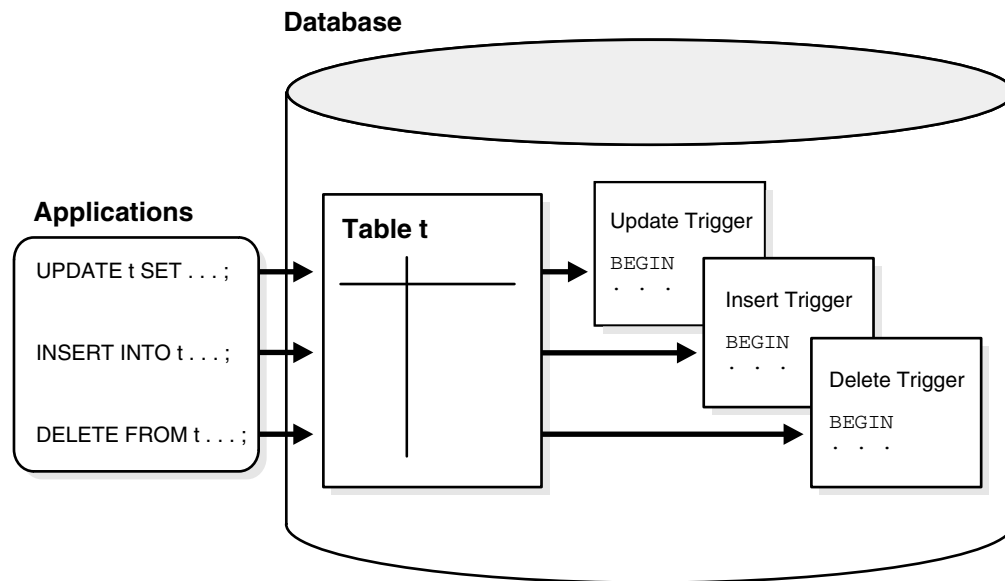 Database
Applications
UPDATE t SET . . . ;
INSERT INTO t . . . ;
DELETE FROM t . . . ;
Table t
Update Trigger
BEGIN
. . .
Insert Trigger
BEGIN
. . .
Delete Trigger
BEGIN
. . .